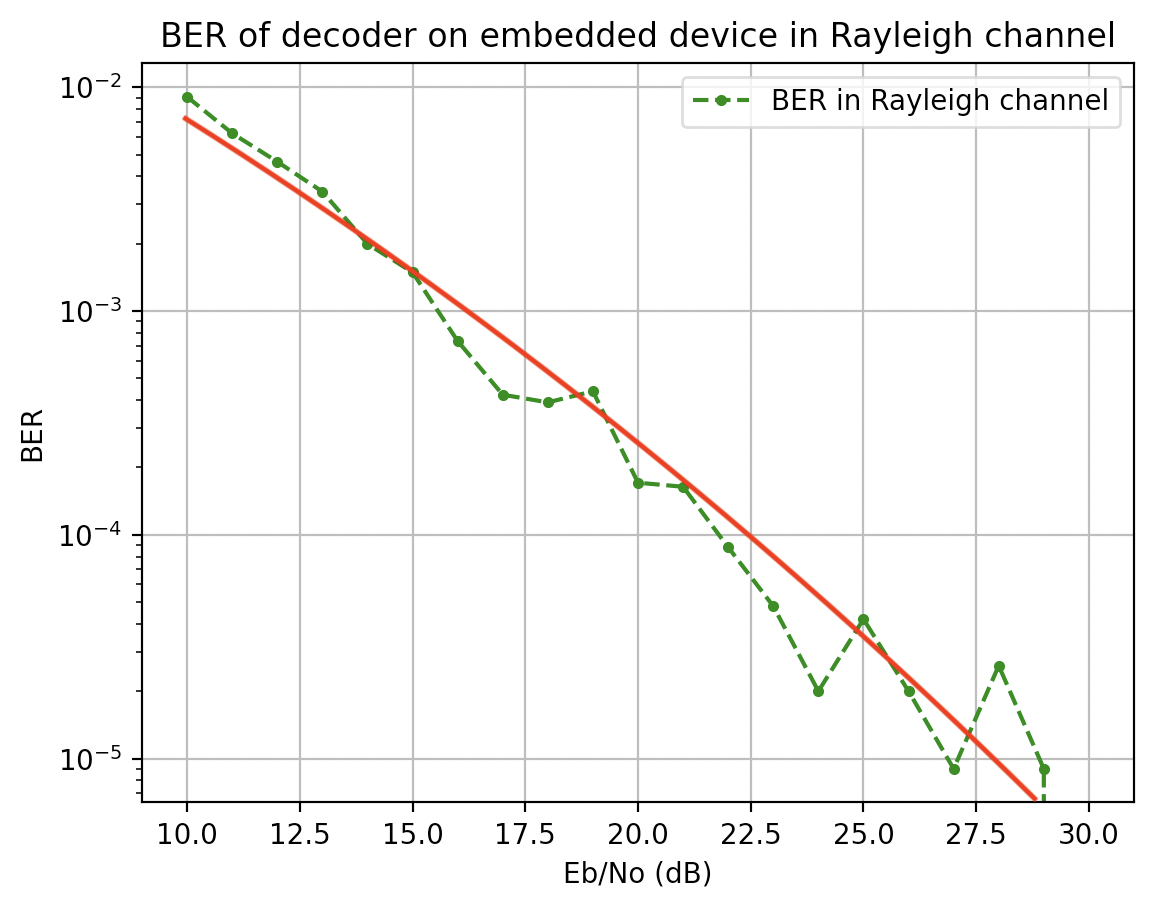 BER of decoder on embedded device in Rayleigh channel
BER in Rayleigh channel
10⁻²
10⁻³
10⁻⁴
10⁻⁵
BER
10.0 12.5 15.0 17.5 20.0 22.5 25.0 27.5 30.0
Eb/No (dB)